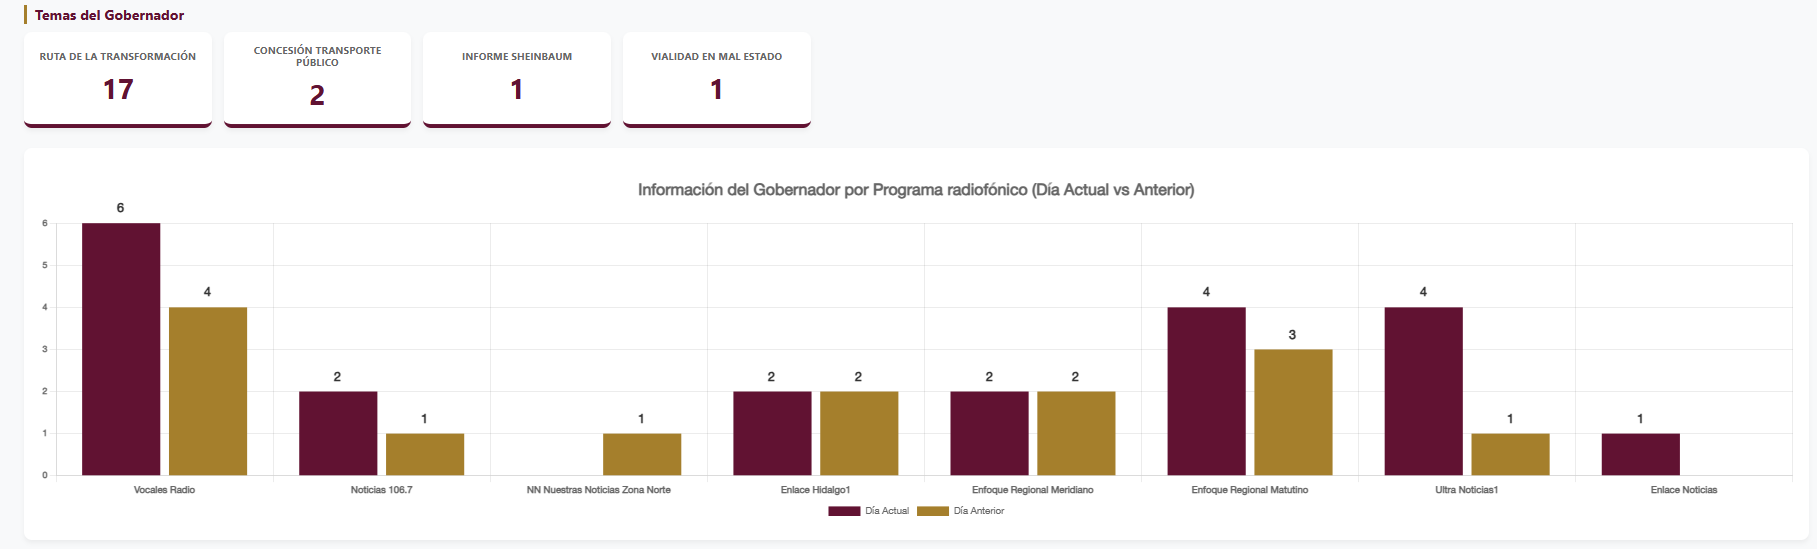 Temas del Gobernador
RUTA DE LA TRANSFORMACIÓN
17
CONCESIÓN TRANSPORTE
PÚBLICO
2
INFORME SHEINBAUM
1
VIALIDAD EN MAL ESTADO
1
Información del Gobernador por Programa radiofónico (Día Actual vs Anterior)
6
5
4
3
2
1
0
6
4
2
1
1
2
2
2
2
4
3
4
1
1
Vocales Radio
Noticias 106.7
NN Nuestras Noticias Zona Norte
Enlace Hidalgo1
Enfoque Regional Meridiano
Enfoque Regional Matutino
Ultra Noticias1
Enlace Noticias
Día Actual
Día Anterior